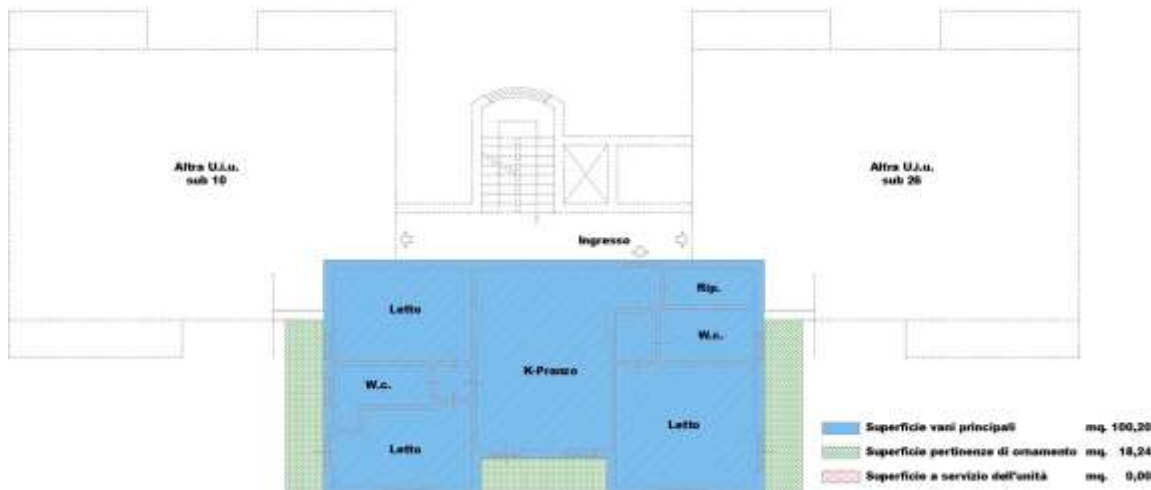 Altra U.i.u.
sub 10
Altra U.i.u.
sub 26
Ingresso
Letto
Rip.
W.c.
K-Pranzo
W.c.
Letto
Letto
Superficie vani principali mq. 100,20
Superficie pertinenze di ornamento mq. 18,24
Superficie a servizio dell'unità mq. 0,00